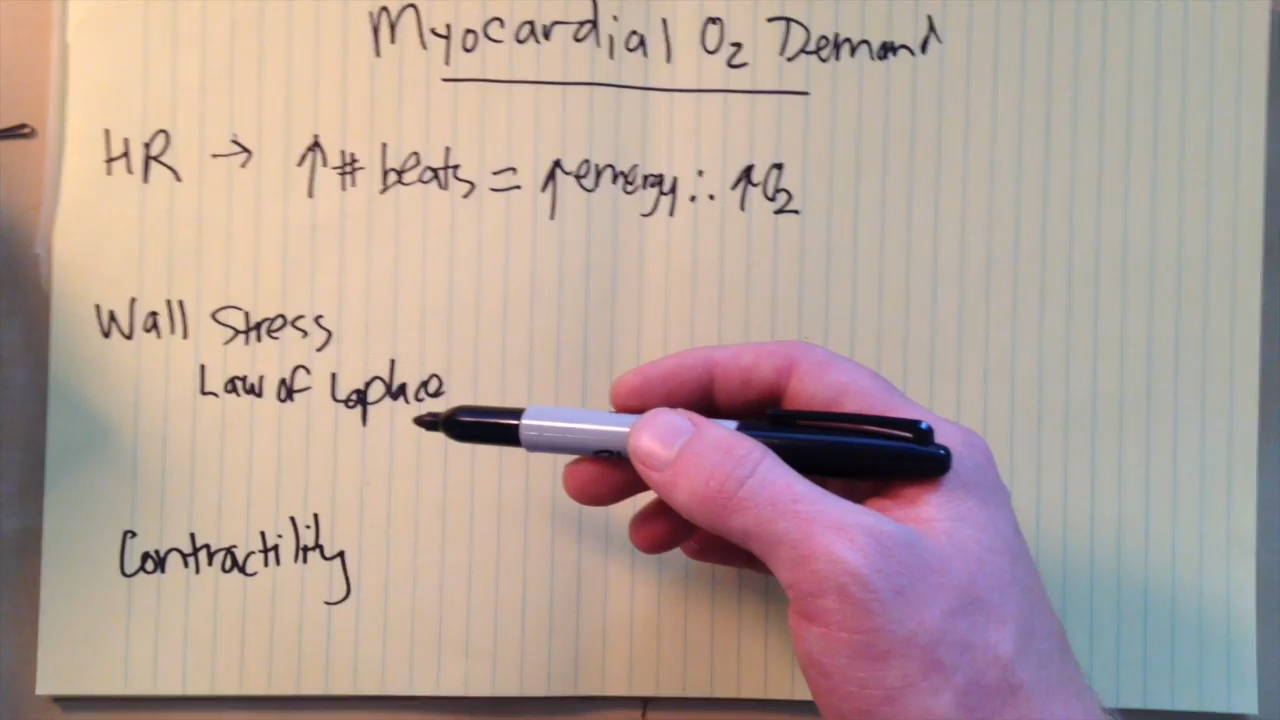 Myocardial O2 Demand
HR → ↑ # beats = ↑ energy ∴ ↑ O2
Wall Stress
Law of Laplace
Contractility